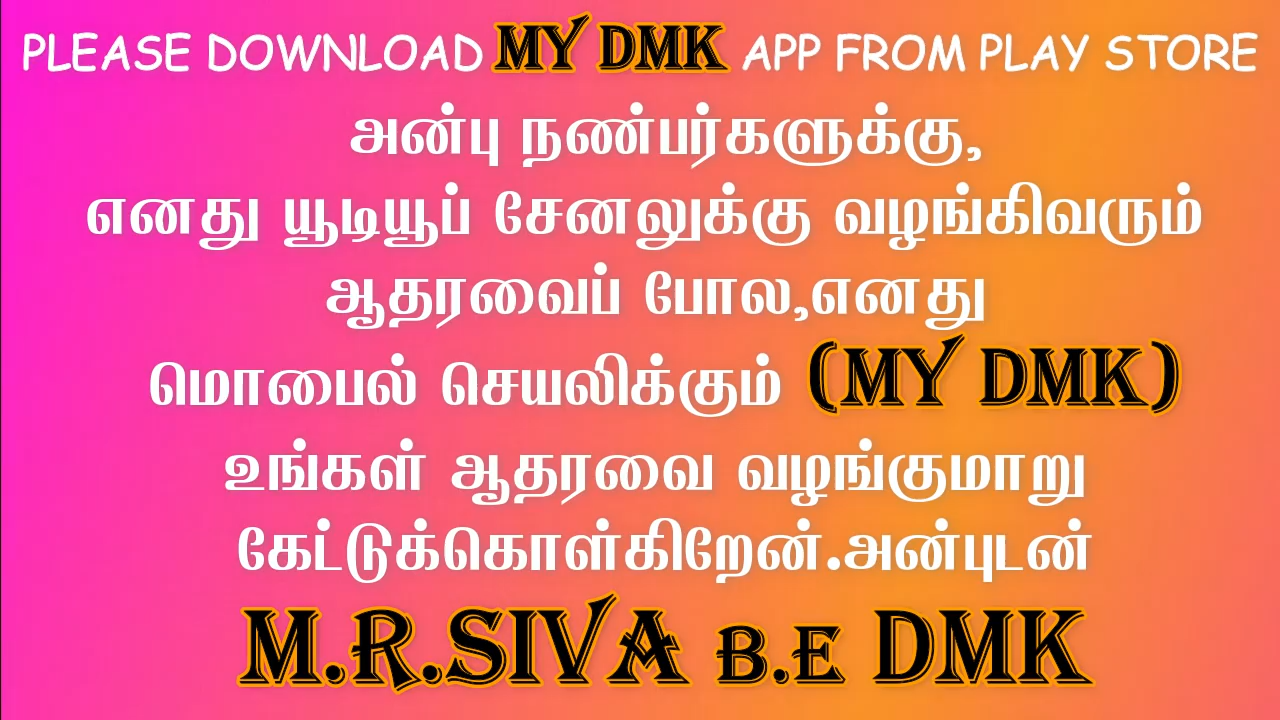 PLEASE DOWNLOAD MY DMK APP FROM PLAY STORE
அன்பு நண்பர்களுக்கு,
எனது யூடியூப் சேனலுக்கு வழங்கிவரும்
ஆதரவைப் போல,எனது
மொபைல் செயலிக்கும் (MY DMK)
உங்கள் ஆதரவை வழங்குமாறு
கேட்டுக்கொள்கிறேன்.அன்புடன்
M.R.SIVA B.E DMK